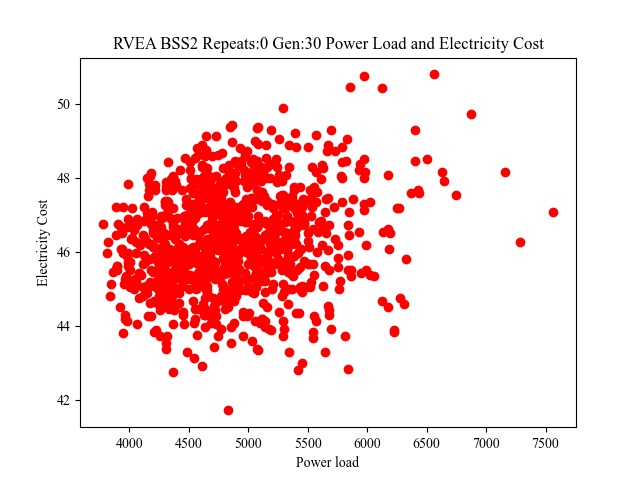 RVEA BSS2 Repeats:0 Gen:30 Power Load and Electricity Cost
Electricity Cost
50
48
46
44
42
4000 4500 5000 5500 6000 6500 7000 7500
Power load